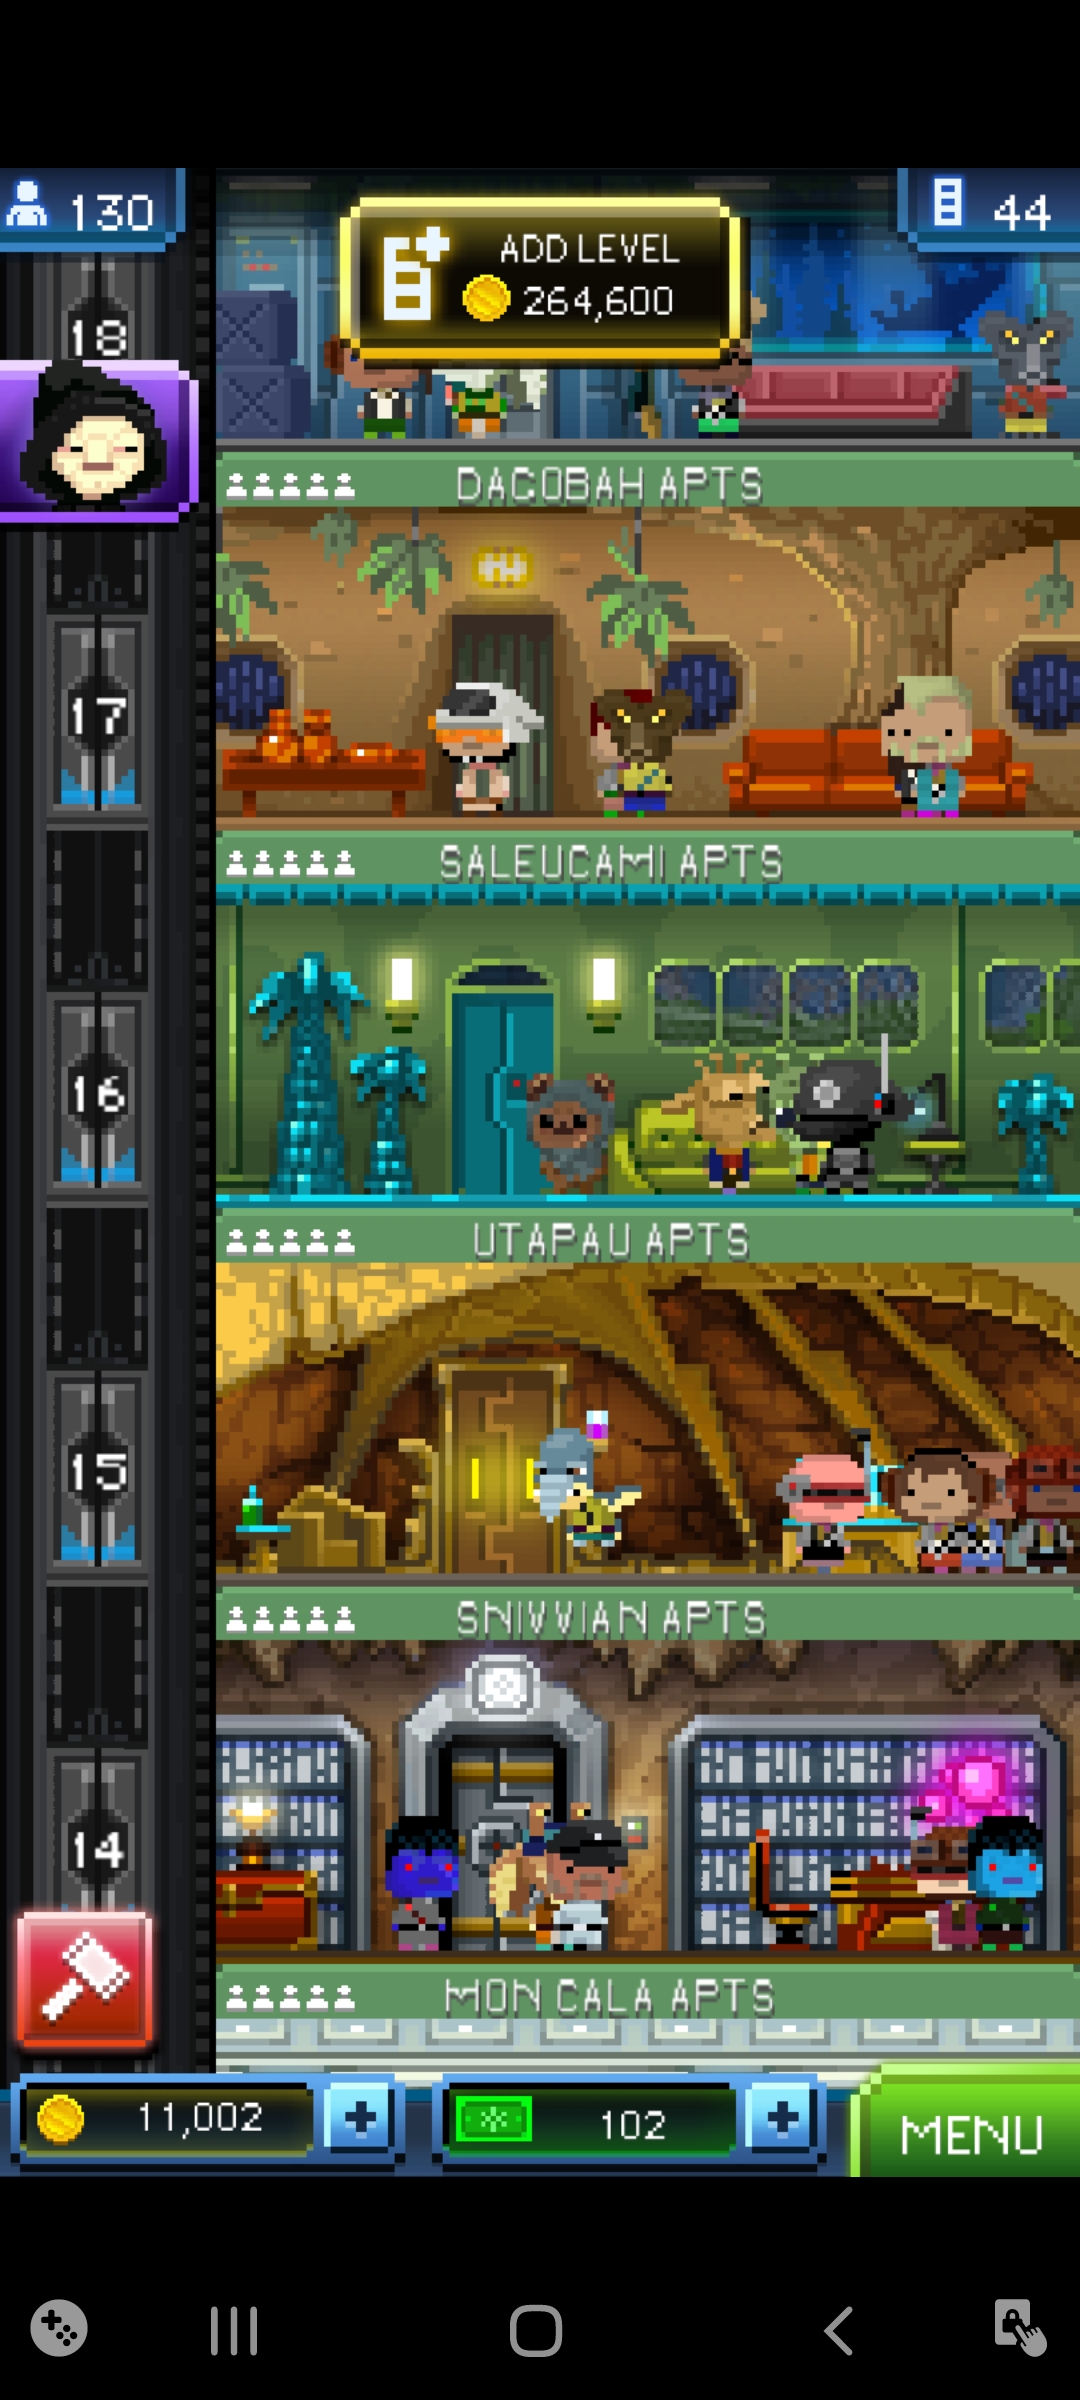 130
ADD LEVEL
264,600
44
18
DAGOBAH APTS
17
SALEUCAMI APTS
16
UTAPAU APTS
15
SNIVVIAN APTS
14
MON CALA APTS
11,002
102
MENU